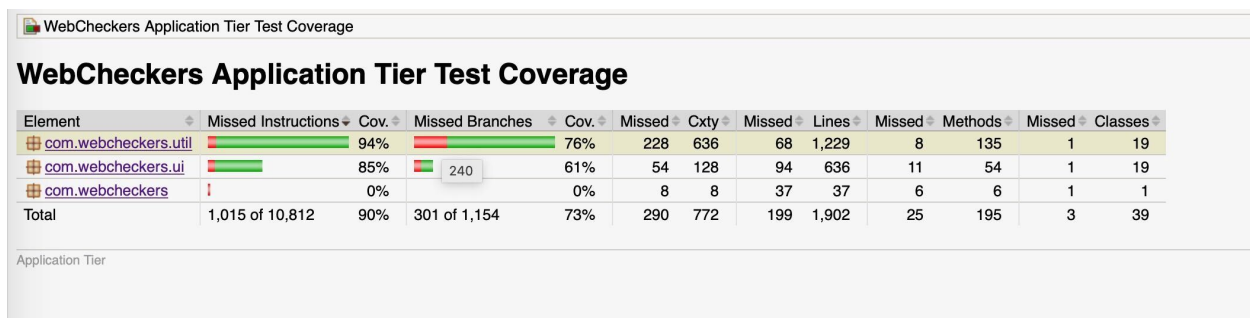 WebCheckers Application Tier Test Coverage
WebCheckers Application Tier Test Coverage
Element Missed Instructions Cov. Missed Branches Cov. Missed Cxty Missed Lines Missed Methods Missed Classes
com.webcheckers.util 94% 76% 228 636 68 1,229 8 135 1 19
com.webcheckers.ui 85% 240 61% 54 128 94 636 11 54 1 19
com.webcheckers 0% 0% 8 8 37 37 6 6 1 1
Total 1,015 of 10,812 90% 301 of 1,154 73% 290 772 199 1,902 25 195 3 39
Application Tier